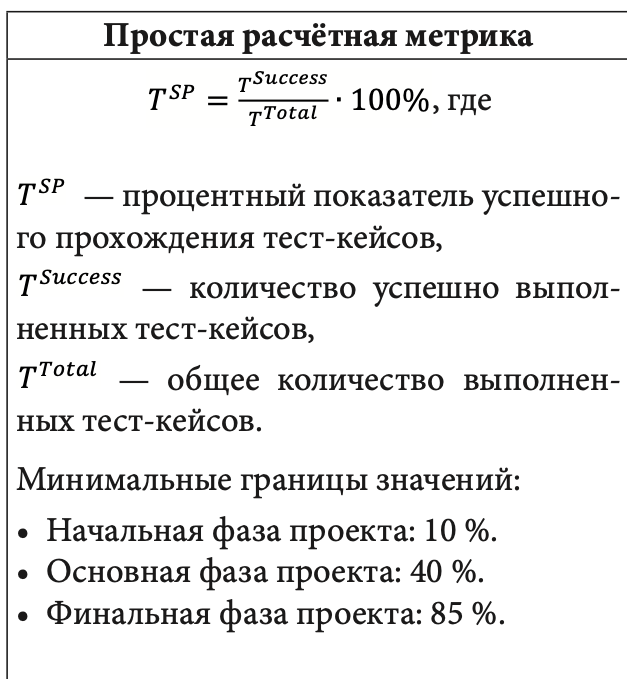 Простая расчётная метрика
T^SP = T^Success / T^Total · 100%, где
T^SP — процентный показатель успешно-
го прохождения тест-кейсов,
T^Success — количество успешно выпол-
ненных тест-кейсов,
T^Total — общее количество выполнен-
ных тест-кейсов.
Минимальные границы значений:
• Начальная фаза проекта: 10 %.
• Основная фаза проекта: 40 %.
• Финальная фаза проекта: 85 %.